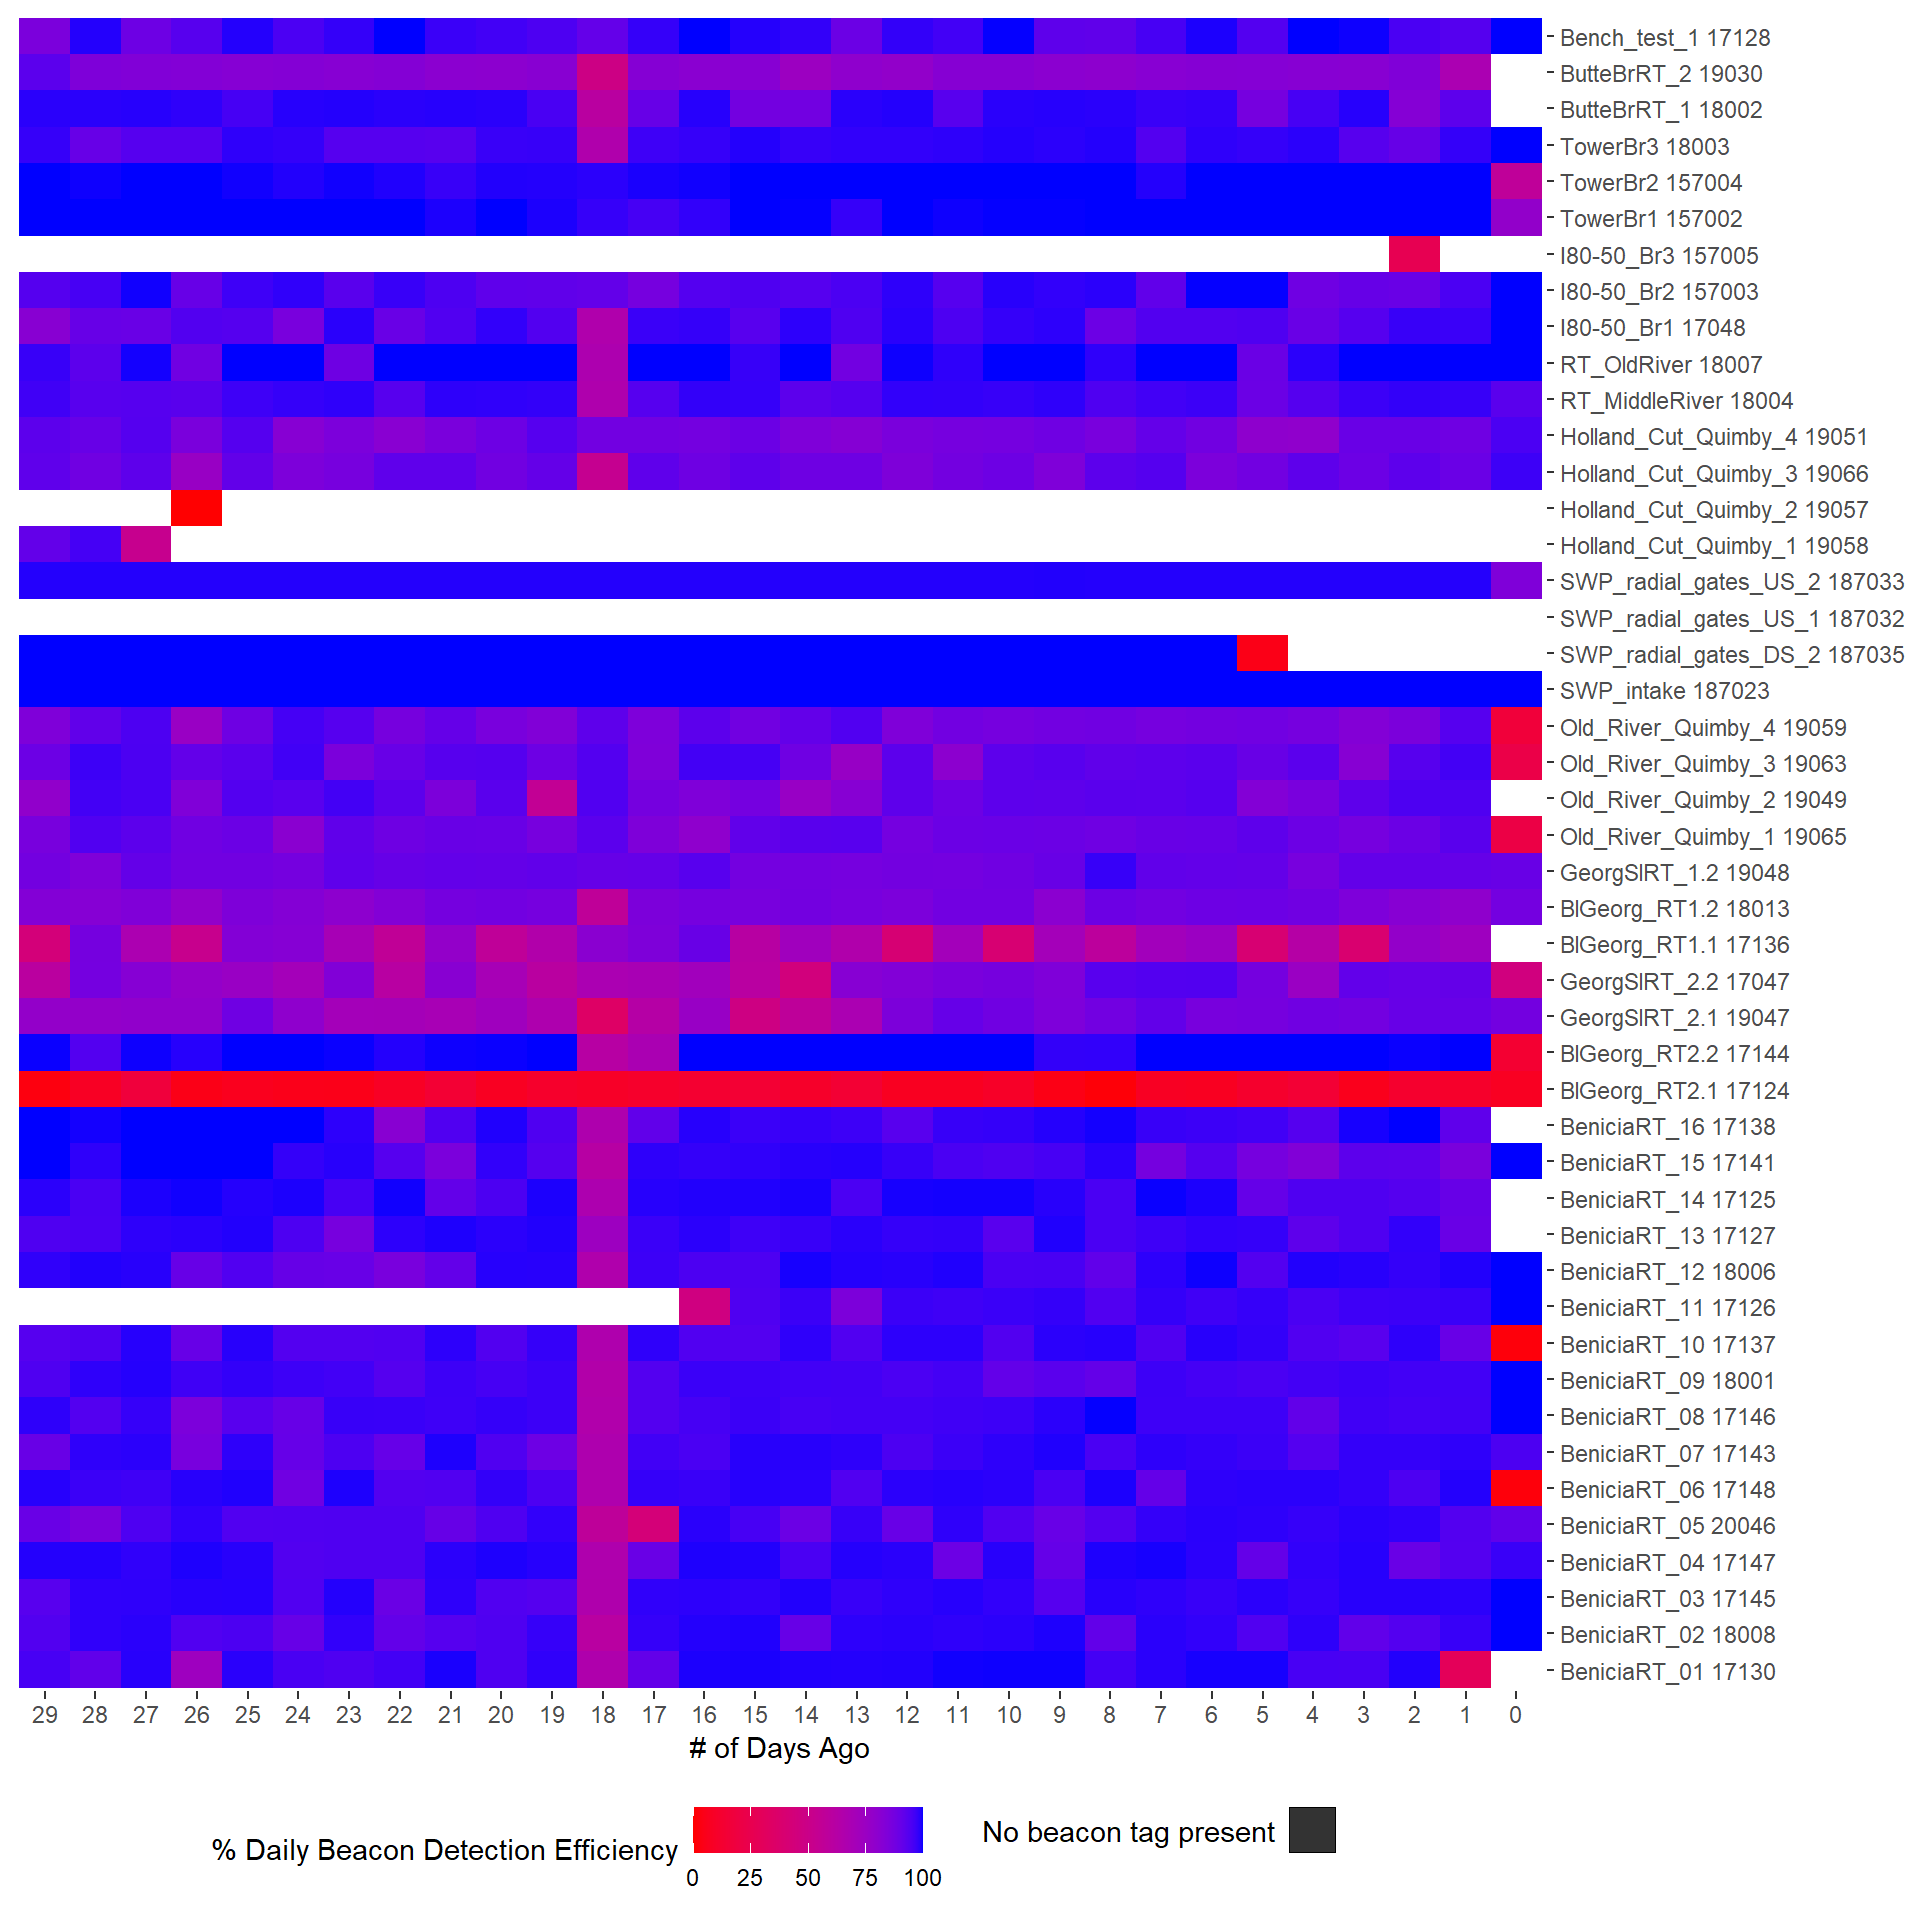 Bench_test_1 17128
ButteBrRT_2 19030
ButteBrRT_1 18002
TowerBr3 18003
TowerBr2 157004
TowerBr1 157002
I80-50_Br3 157005
I80-50_Br2 157003
I80-50_Br1 17048
RT_OldRiver 18007
RT_MiddleRiver 18004
Holland_Cut_Quimby_4 19051
Holland_Cut_Quimby_3 19066
Holland_Cut_Quimby_2 19057
Holland_Cut_Quimby_1 19058
SWP_radial_gates_US_2 187033
SWP_radial_gates_US_1 187032
SWP_radial_gates_DS_2 187035
SWP_intake 187023
Old_River_Quimby_4 19059
Old_River_Quimby_3 19063
Old_River_Quimby_2 19049
Old_River_Quimby_1 19065
GeorgSlRT_1.2 19048
BlGeorg_RT1.2 18013
BlGeorg_RT1.1 17136
GeorgSlRT_2.2 17047
GeorgSlRT_2.1 19047
BlGeorg_RT2.2 17144
BlGeorg_RT2.1 17124
BeniciaRT_16 17138
BeniciaRT_15 17141
BeniciaRT_14 17125
BeniciaRT_13 17127
BeniciaRT_12 18006
BeniciaRT_11 17126
BeniciaRT_10 17137
BeniciaRT_09 18001
BeniciaRT_08 17146
BeniciaRT_07 17143
BeniciaRT_06 17148
BeniciaRT_05 20046
BeniciaRT_04 17147
BeniciaRT_03 17145
BeniciaRT_02 18008
BeniciaRT_01 17130
29 28 27 26 25 24 23 22 21 20 19 18 17 16 15 14 13 12 11 10 9 8 7 6 5 4 3 2 1 0
# of Days Ago
% Daily Beacon Detection Efficiency
0 25 50 75 100
No beacon tag present